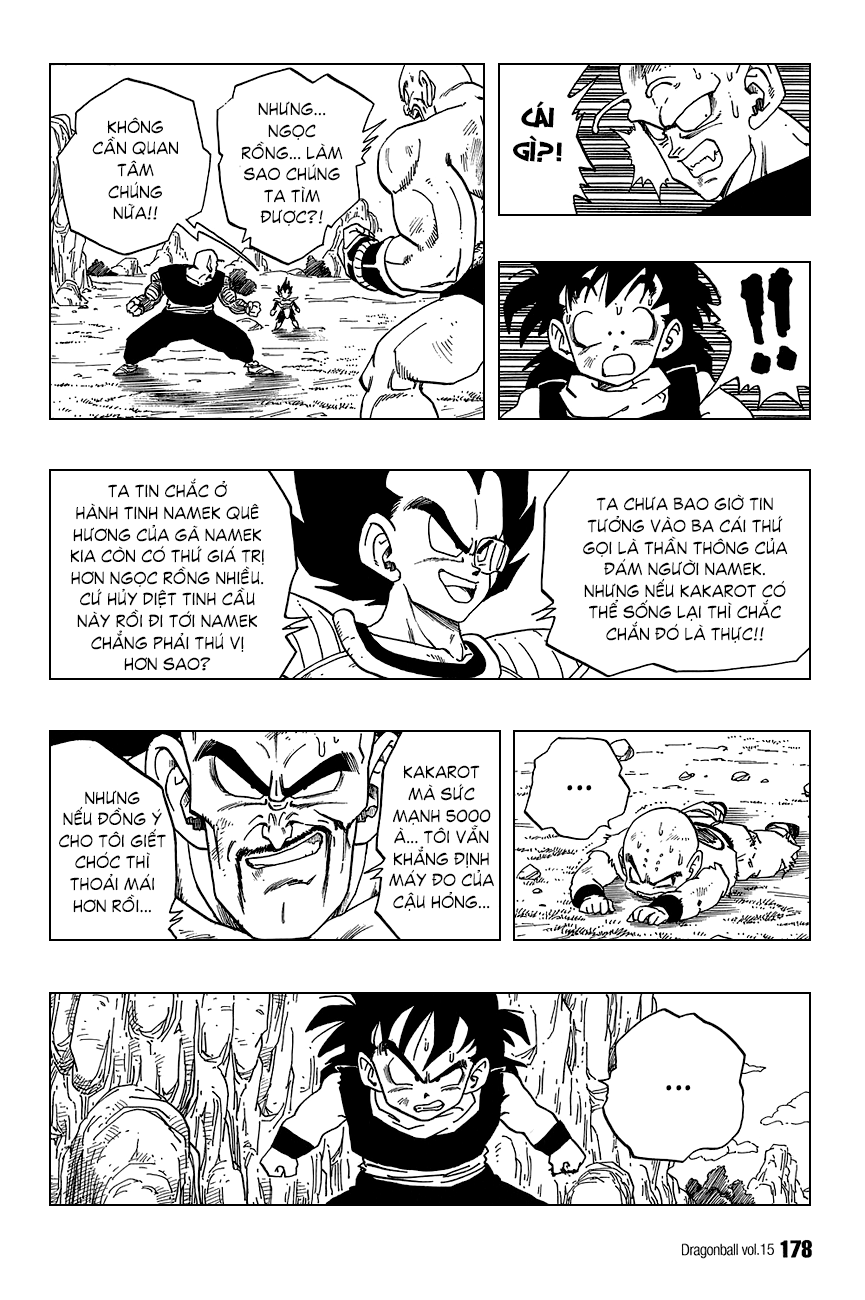 CÁI
GÌ?!
!!
NHƯNG...
NGỌC
RỒNG... LÀM
SAO CHÚNG
TA TÌM
ĐƯỢC?!
KHÔNG
CẦN QUAN
TÂM
CHÚNG
NỮA!!
TA CHƯA BAO GIỜ TIN
TƯỞNG VÀO BA CÁI THỨ
GỌI LÀ THẦN THÔNG CỦA
ĐÁM NGƯỜI NAMEK.
NHƯNG NẾU KAKAROT CÓ
THỂ SỐNG LẠI THÌ CHẮC
CHẮN ĐÓ LÀ THỰC!!
TA TIN CHẮC Ở
HÀNH TINH NAMEK QUÊ
HƯƠNG CỦA GÃ NAMEK
KIA CÒN CÓ THỨ GIÁ TRỊ
HƠN NGỌC RỒNG NHIỀU.
CỨ HỦY DIỆT TINH CẦU
NÀY RỒI ĐI TỚI NAMEK
CHẲNG PHẢI THÚ VỊ
HƠN SAO?
...
KAKAROT
MÀ SỨC
MẠNH 5000
À... TÔI VẪN
KHẲNG ĐỊNH
MÁY ĐO CỦA
CẬU HỎNG...
NHƯNG
NẾU ĐỒNG Ý
CHO TÔI GIẾT
CHÓC THÌ
THOẢI MÁI
HƠN RỒI...
...
Dragonball vol.15 178